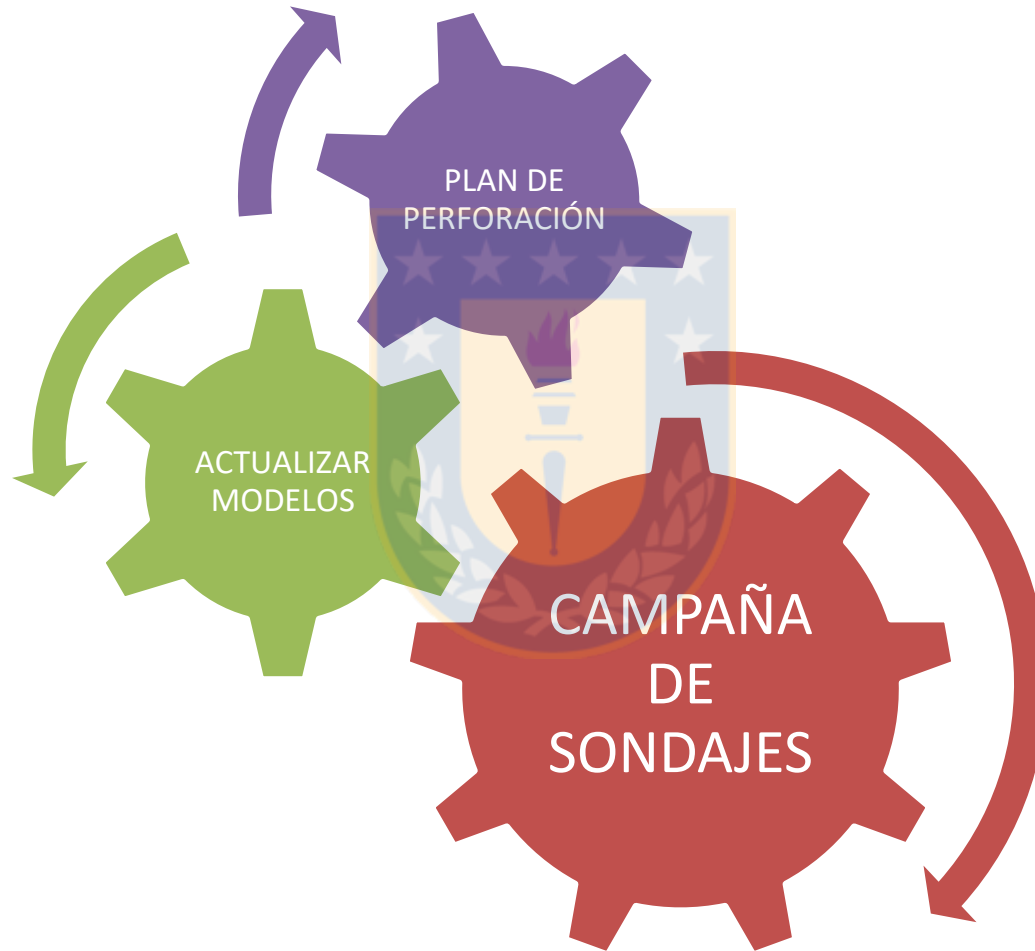 PLAN DE
PERFORACIÓN
ACTUALIZAR
MODELOS
CAMPAÑA
DE
SONDAJES